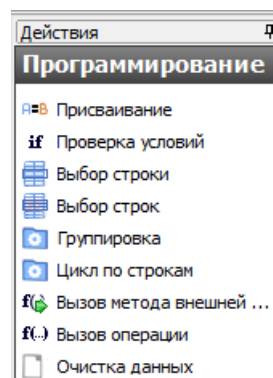 Действия
Программирование
A=B Присваивание
if Проверка условий
Выбор строки
Выбор строк
Группировка
Цикл по строкам
f( Вызов метода внешней ...
f(..) Вызов операции
Очистка данных